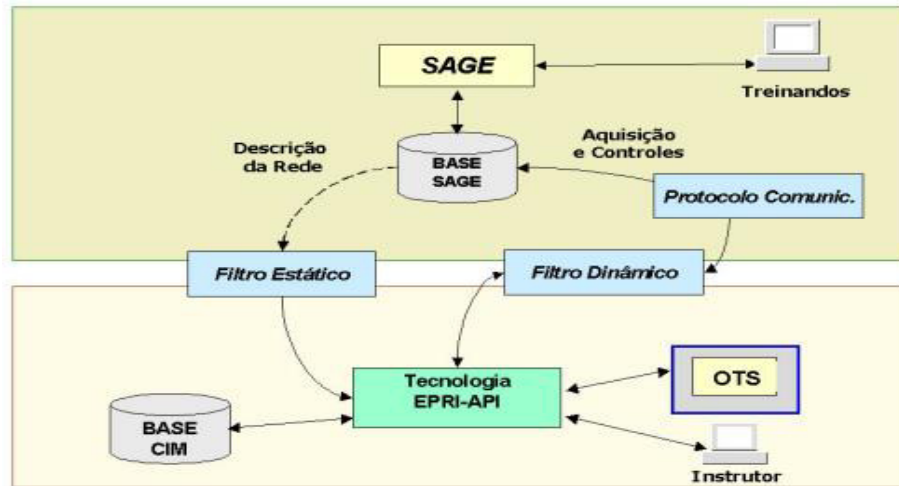 SAGE
Treinandos
Descrição
da Rede
BASE
SAGE
Aquisição
e Controles
Protocolo Comunic.
Filtro Estático
Filtro Dinâmico
Tecnologia
EPRI-API
OTS
BASE
CIM
Instrutor